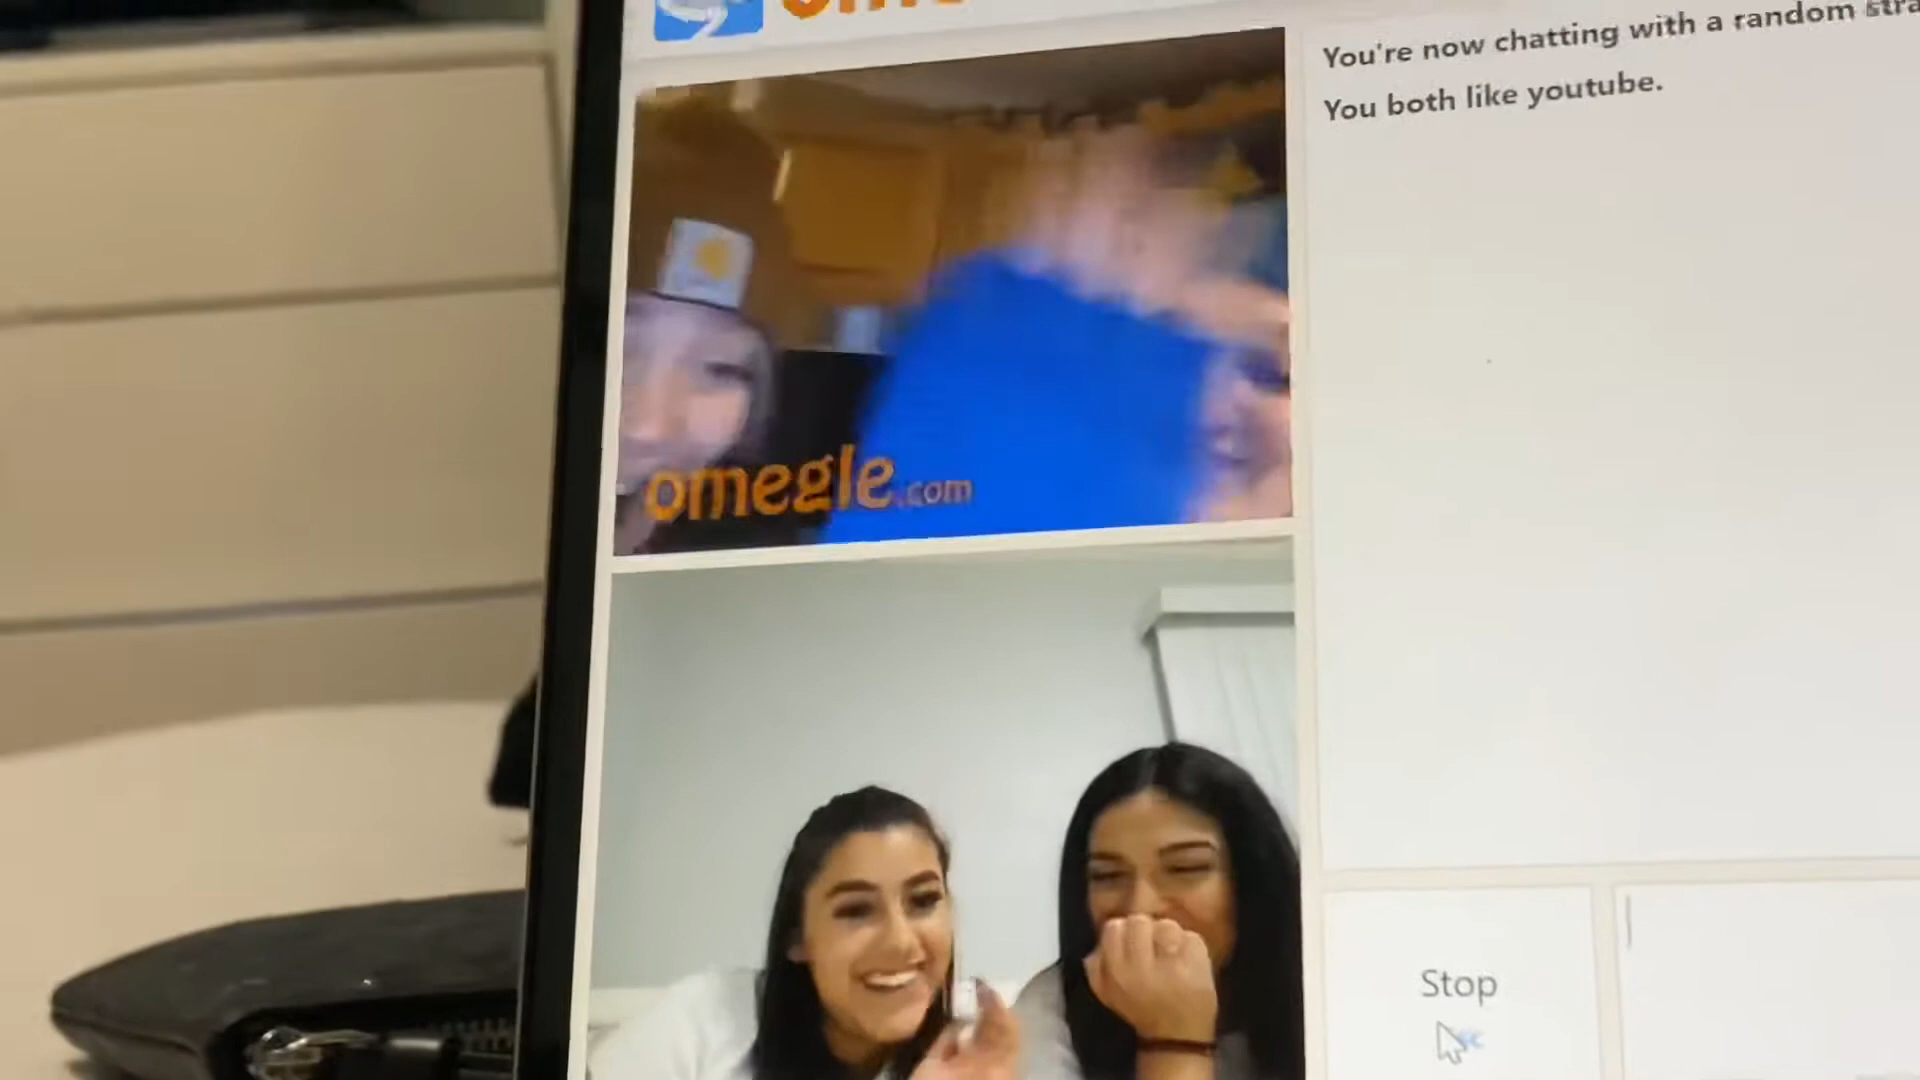 You're now chatting with a random
You both like youtube.
omegle.com
Stop